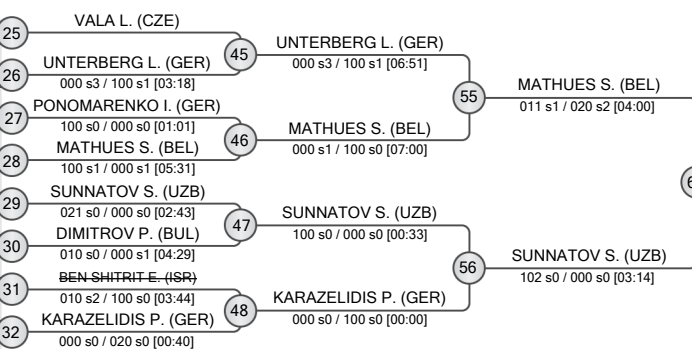 25
VALA L. (CZE)
26
UNTERBERG L. (GER)
000 s3 / 100 s1 [03:18]
45
UNTERBERG L. (GER)
000 s3 / 100 s1 [06:51]
27
PONOMARENKO I. (GER)
100 s0 / 000 s0 [01:01]
28
MATHUES S. (BEL)
100 s1 / 000 s1 [05:31]
46
MATHUES S. (BEL)
000 s1 / 100 s0 [07:00]
55
MATHUES S. (BEL)
011 s1 / 020 s2 [04:00]
29
SUNNATOV S. (UZB)
021 s0 / 000 s0 [02:43]
30
DIMITROV P. (BUL)
010 s0 / 000 s1 [04:29]
47
SUNNATOV S. (UZB)
100 s0 / 000 s0 [00:33]
31
BEN SHITRIT E. (ISR)
010 s2 / 100 s0 [03:44]
32
KARAZELIDIS P. (GER)
000 s0 / 020 s0 [00:40]
48
KARAZELIDIS P. (GER)
000 s0 / 100 s0 [00:00]
56
SUNNATOV S. (UZB)
102 s0 / 000 s0 [03:14]